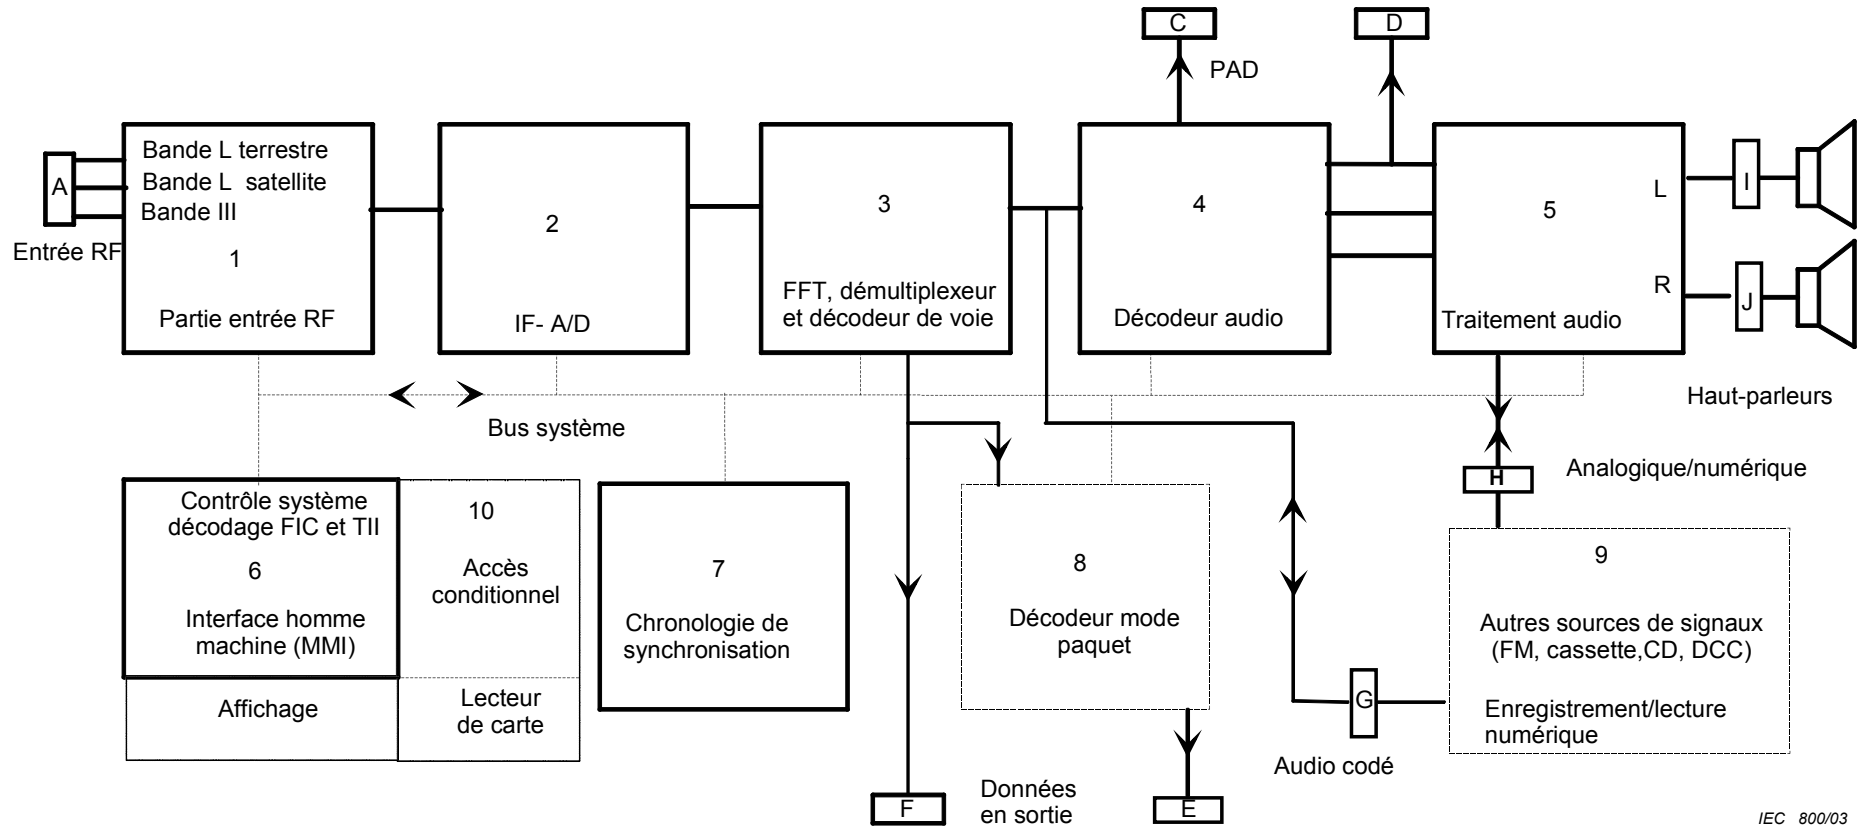 C
D
PAD
A
Entrée RF
Bande L terrestre
Bande L satellite
Bande III
1
Partie entrée RF
2
IF- A/D
3
FFT, démultiplexeur
et décodeur de voie
4
Décodeur audio
5
Traitement audio
L
R
I
J
Haut-parleurs
Bus système
Contrôle système
décodage FIC et TII
6
Interface homme
machine (MMI)
Affichage
10
Accès
conditionnel
Lecteur
de carte
7
Chronologie de
synchronisation
8
Décodeur mode
paquet
H
Analogique/numérique
9
Autres sources de signaux
(FM, cassette,CD, DCC)
Enregistrement/lecture
numérique
G
Audio codé
F
Données
en sortie
E
IEC 800/03